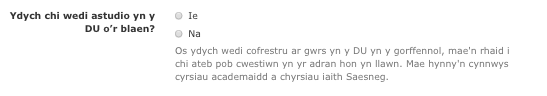 Ydych chi wedi astudio yn y
DU o'r blaen?
Ie
Na
Os ydych wedi cofrestru ar gwrs yn y DU yn y gorffennol, mae'n rhaid i
chi ateb pob cwestiwn yn yr adran hon yn llawn. Mae hynny'n cynnwys
cyrsiau academaidd a chyrsiau iaith Saesneg.